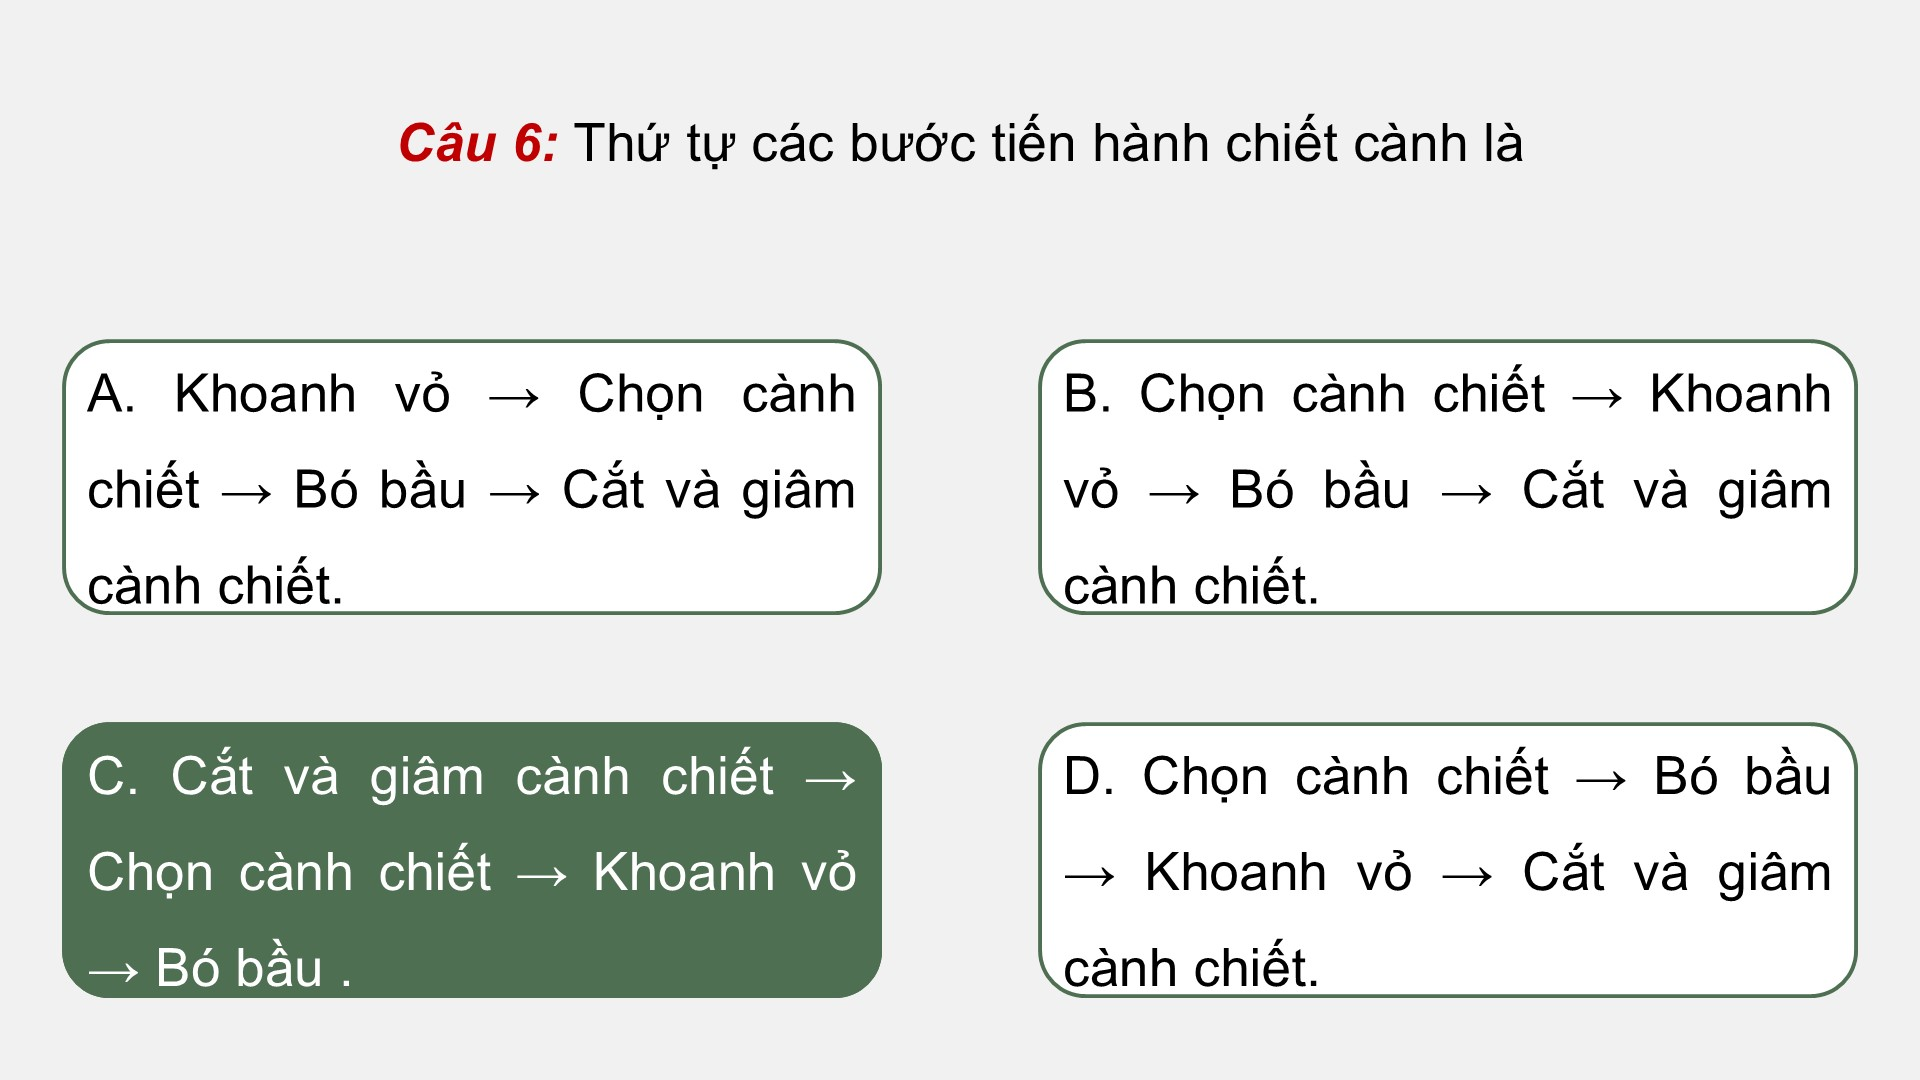 Câu 6: Thứ tự các bước tiến hành chiết cành là
A. Khoanh vỏ → Chọn cành
chiết → Bó bầu → Cắt và giâm
cành chiết.
B. Chọn cành chiết → Khoanh
vỏ → Bó bầu → Cắt và giâm
cành chiết.
C. Cắt và giâm cành chiết →
Chọn cành chiết → Khoanh vỏ
→ Bó bầu .
D. Chọn cành chiết → Bó bầu
→ Khoanh vỏ → Cắt và giâm
cành chiết.